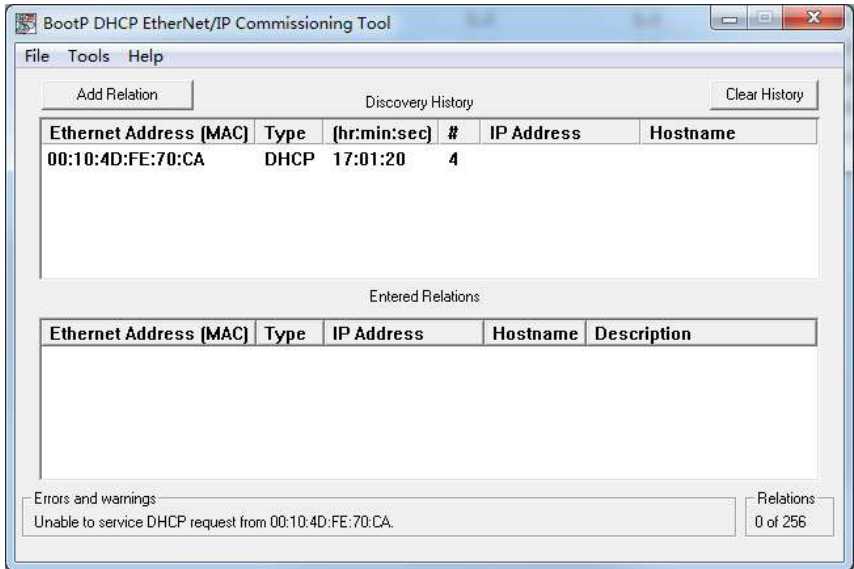 BootP DHCP EtherNet/IP Commissioning Tool
File Tools Help
Add Relation Discovery History Clear History
Ethernet Address (MAC) Type (hr:min:sec) # IP Address Hostname
00:10:4D:FE:70:CA DHCP 17:01:20 4
Entered Relations
Ethernet Address (MAC) Type IP Address Hostname Description
Errors and warnings Relations
Unable to service DHCP request from 00:10:4D:FE:70:CA. 0 of 256